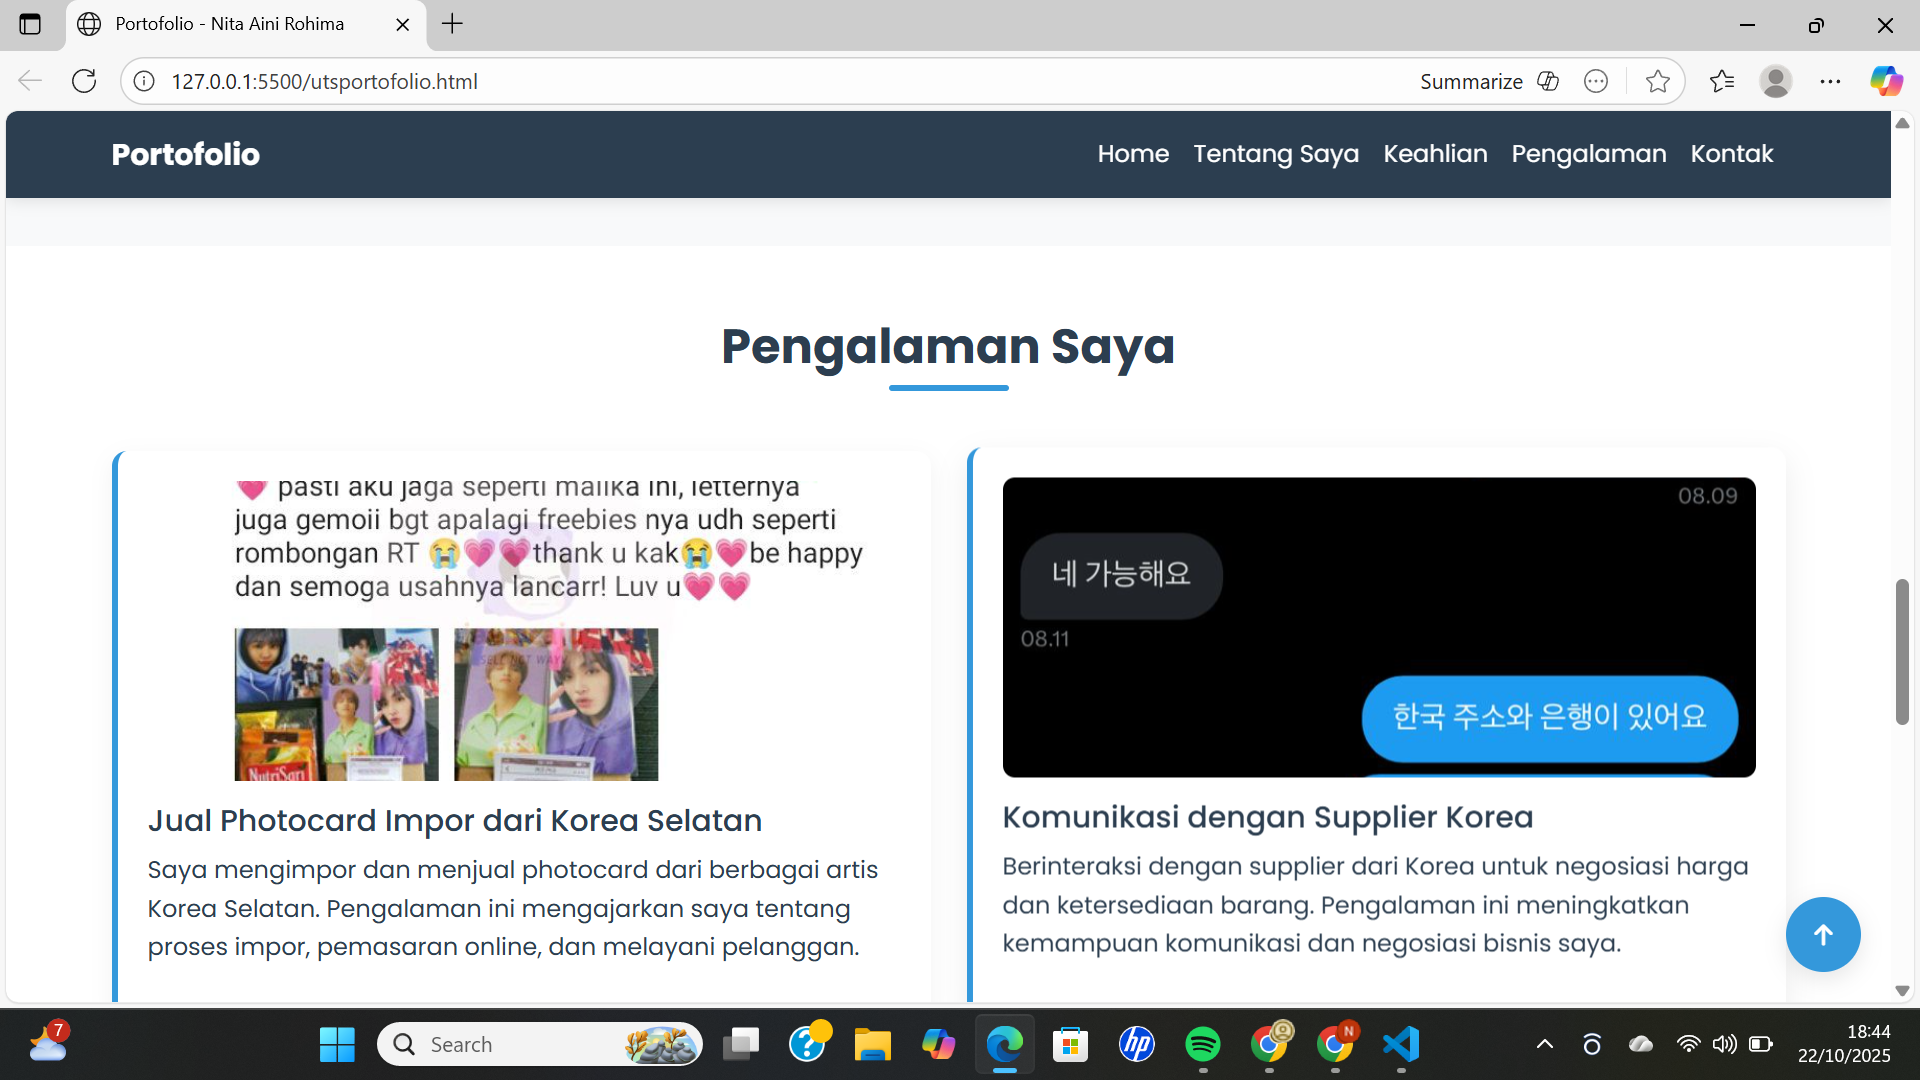 Portofolio - Nita Aini Rohima
127.0.0.1:5500/utsportofolio.html
Summarize
Portofolio
Home Tentang Saya Keahlian Pengalaman Kontak
Pengalaman Saya
💗 pasti aku jaga seperti malika ini, letternya
juga gemoii bgt apalagi freebies nya udh seperti
rombongan RT 😭💗💗thank u kak😭💗be happy
dan semoga usahnya lancarr! Luv u💗💗
NutriSari
Jual Photocard Impor dari Korea Selatan
Saya mengimpor dan menjual photocard dari berbagai artis
Korea Selatan. Pengalaman ini mengajarkan saya tentang
proses impor, pemasaran online, dan melayani pelanggan.
08.09
네 가능해요
08.11
한국 주소와 은행이 있어요
Komunikasi dengan Supplier Korea
Berinteraksi dengan supplier dari Korea untuk negosiasi harga
dan ketersediaan barang. Pengalaman ini meningkatkan
kemampuan komunikasi dan negosiasi bisnis saya.
7
Search
hp
N
18:44
22/10/2025